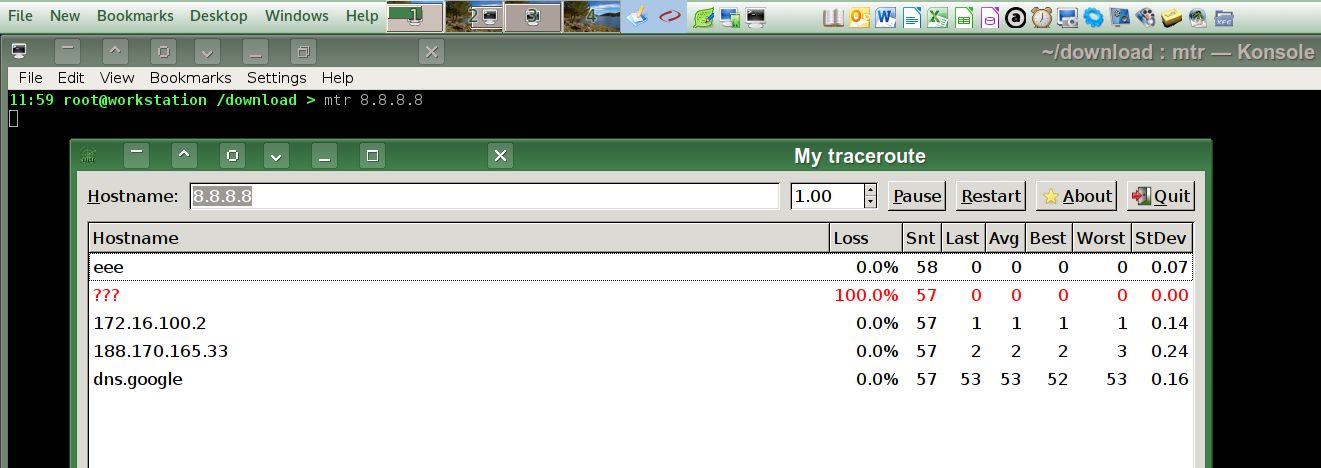 File New Bookmarks Desktop Windows Help 1 2 3 4
~/download : mtr — Konsole
File Edit View Bookmarks Settings Help
11:59 root@workstation /download > mtr 8.8.8.8
My traceroute
Hostname: 8.8.8.8 1.00 Pause Restart About Quit
Hostname Loss Snt Last Avg Best Worst StDev
eee 0.0% 58 0 0 0 0 0.07
??? 100.0% 57 0 0 0 0 0.00
172.16.100.2 0.0% 57 1 1 1 1 0.14
188.170.165.33 0.0% 57 2 2 2 3 0.24
dns.google 0.0% 57 53 53 52 53 0.16